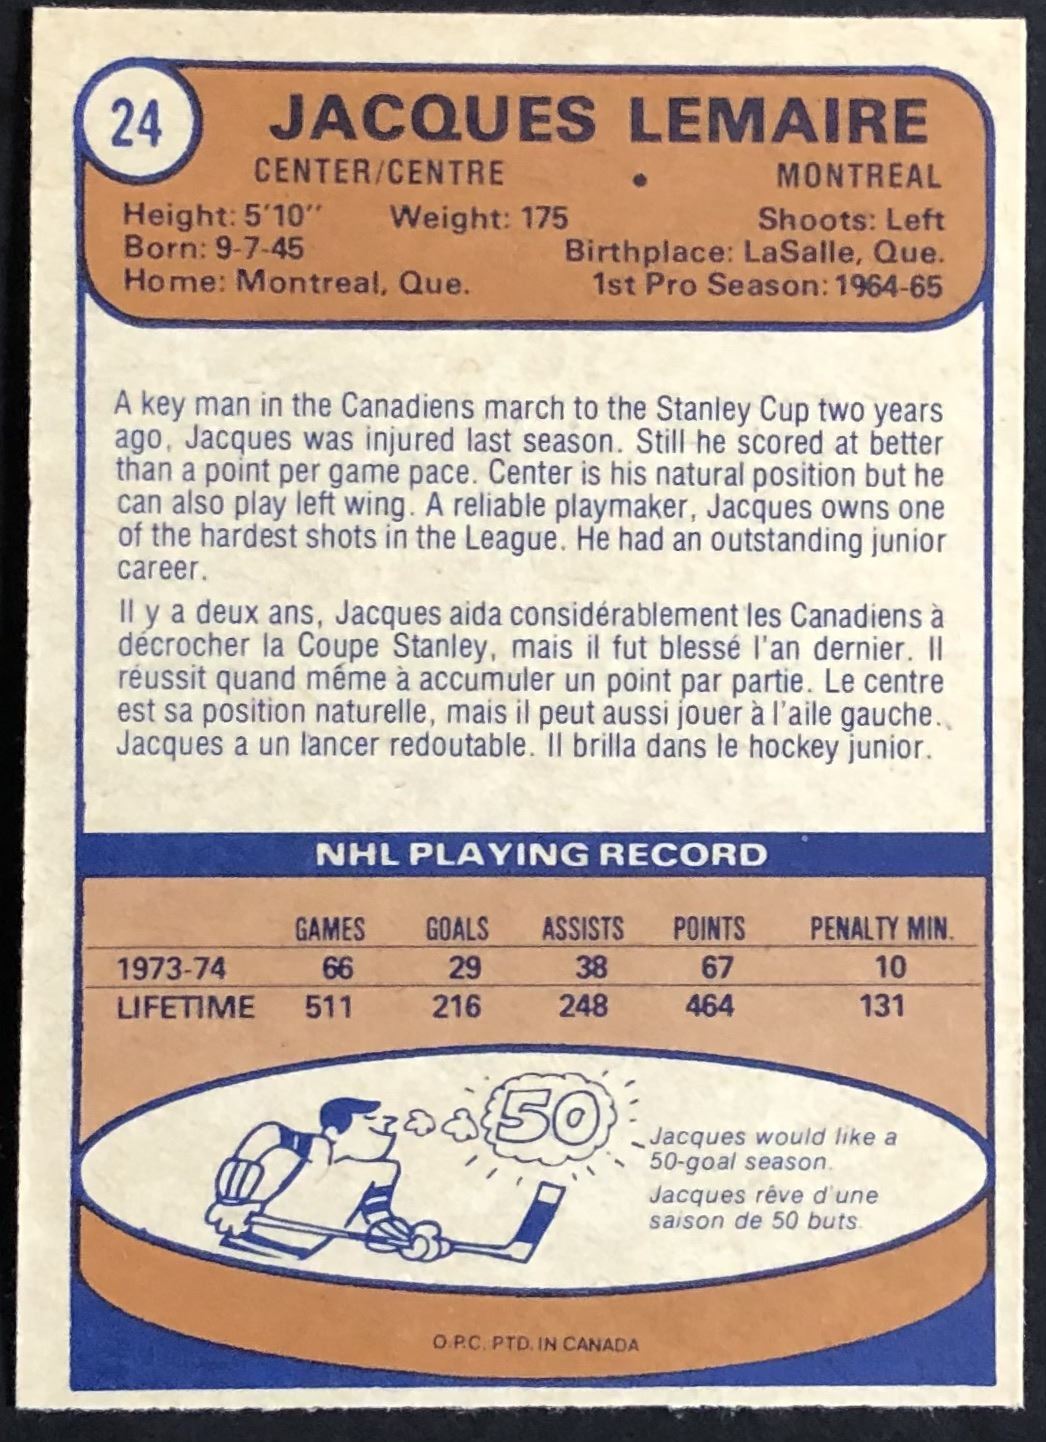 24
JACQUES LEMAIRE
CENTER/CENTRE • MONTREAL
Height: 5'10'' Weight: 175 Shoots: Left
Born: 9-7-45 Birthplace: LaSalle, Que.
Home: Montreal, Que. 1st Pro Season: 1964-65
A key man in the Canadiens march to the Stanley Cup two years
ago, Jacques was injured last season. Still he scored at better
than a point per game pace. Center is his natural position but he
can also play left wing. A reliable playmaker, Jacques owns one
of the hardest shots in the League. He had an outstanding junior
career.
Il y a deux ans, Jacques aida considérablement les Canadiens à
décrocher la Coupe Stanley, mais il fut blessé l'an dernier. Il
réussit quand même à accumuler un point par partie. Le centre
est sa position naturelle, mais il peut aussi jouer à l'aile gauche.
Jacques a un lancer redoutable. Il brilla dans le hockey junior.
NHL PLAYING RECORD
GAMES GOALS ASSISTS POINTS PENALTY MIN.
1973-74 66 29 38 67 10
LIFETIME 511 216 248 464 131
50
Jacques would like a
50-goal season.
Jacques rêve d'une
saison de 50 buts.
O.P.C. PTD. IN CANADA